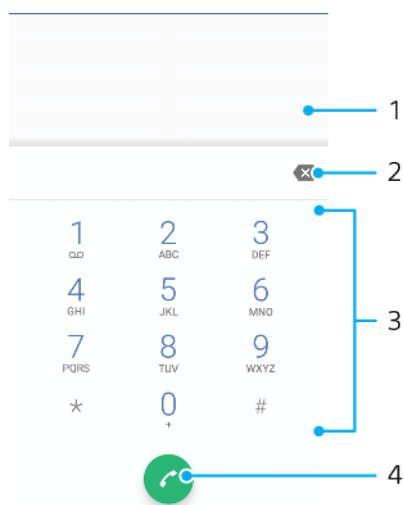 1
2
1 2 3
ABC DEF
4 5 6
GHI JKL MNO
3
7 8 9
PQRS TUV WXYZ
* 0 #
+
4